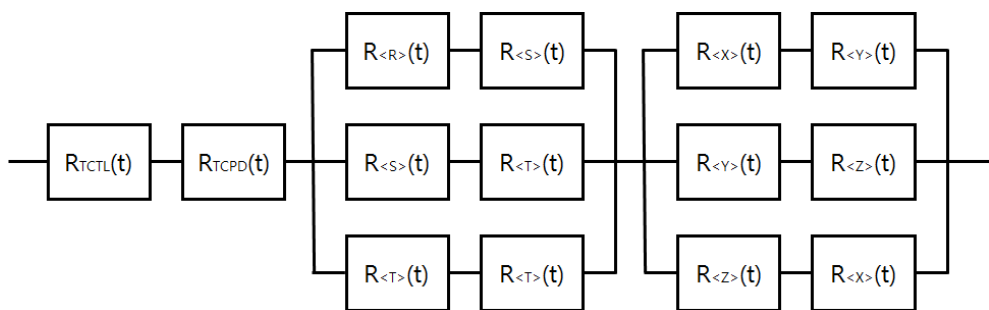 R<R>(t) R<S>(t) R<X>(t) R<Y>(t)
RTCTL(t) RTCPD(t) R<S>(t) R<T>(t) R<Y>(t) R<Z>(t)
R<T>(t) R<T>(t) R<Z>(t) R<X>(t)